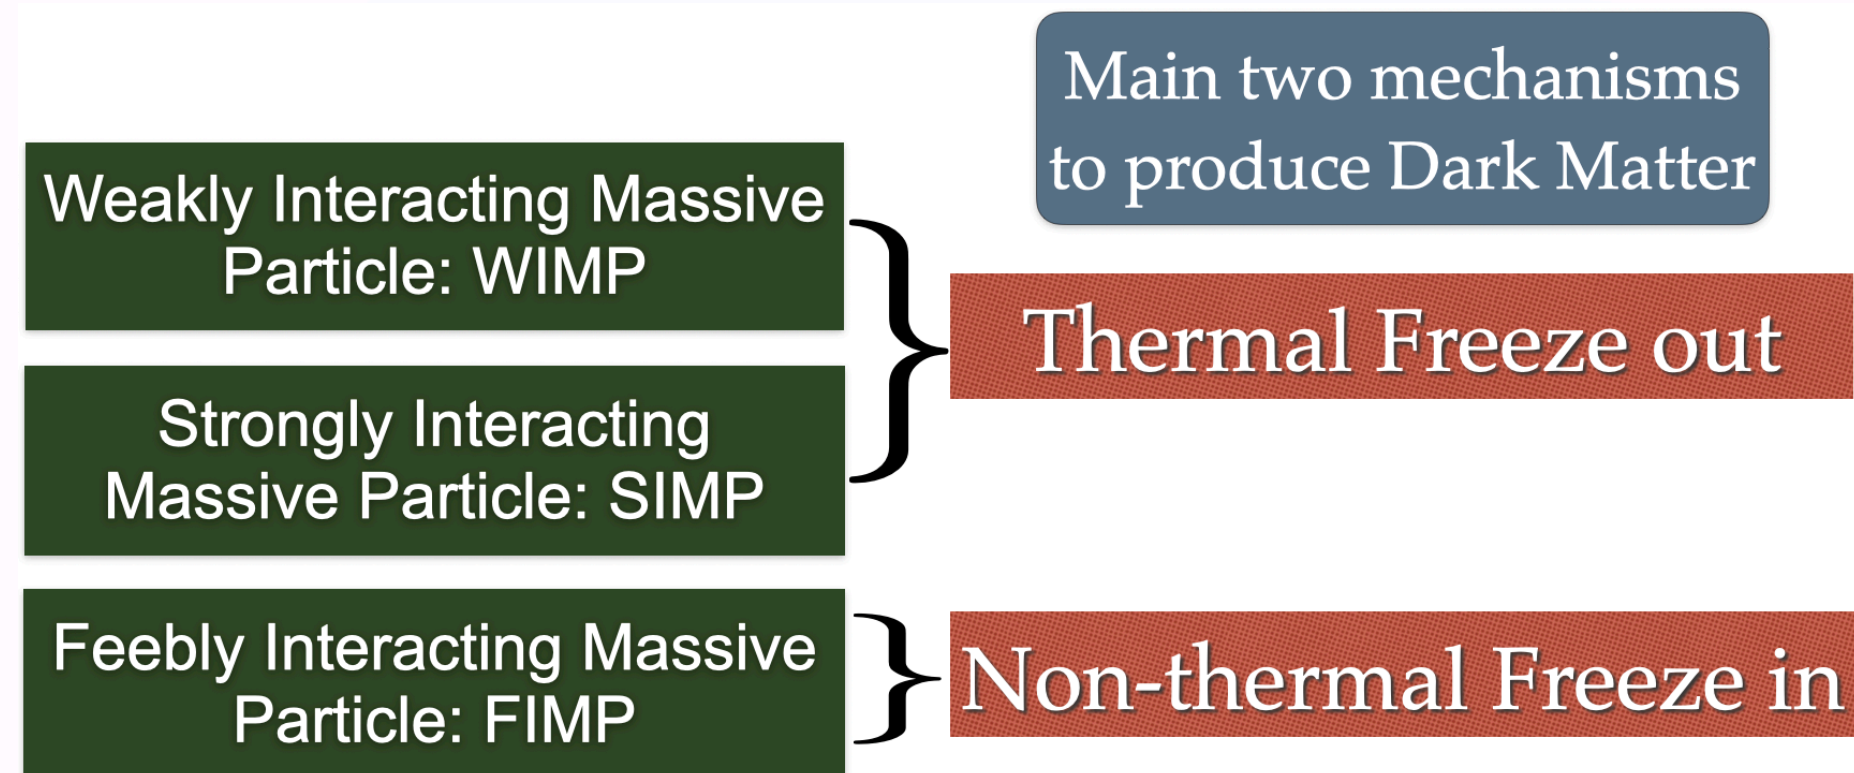 Main two mechanisms
to produce Dark Matter
Weakly Interacting Massive
Particle: WIMP
Thermal Freeze out
Strongly Interacting
Massive Particle: SIMP
Feebly Interacting Massive
Particle: FIMP
Non-thermal Freeze in